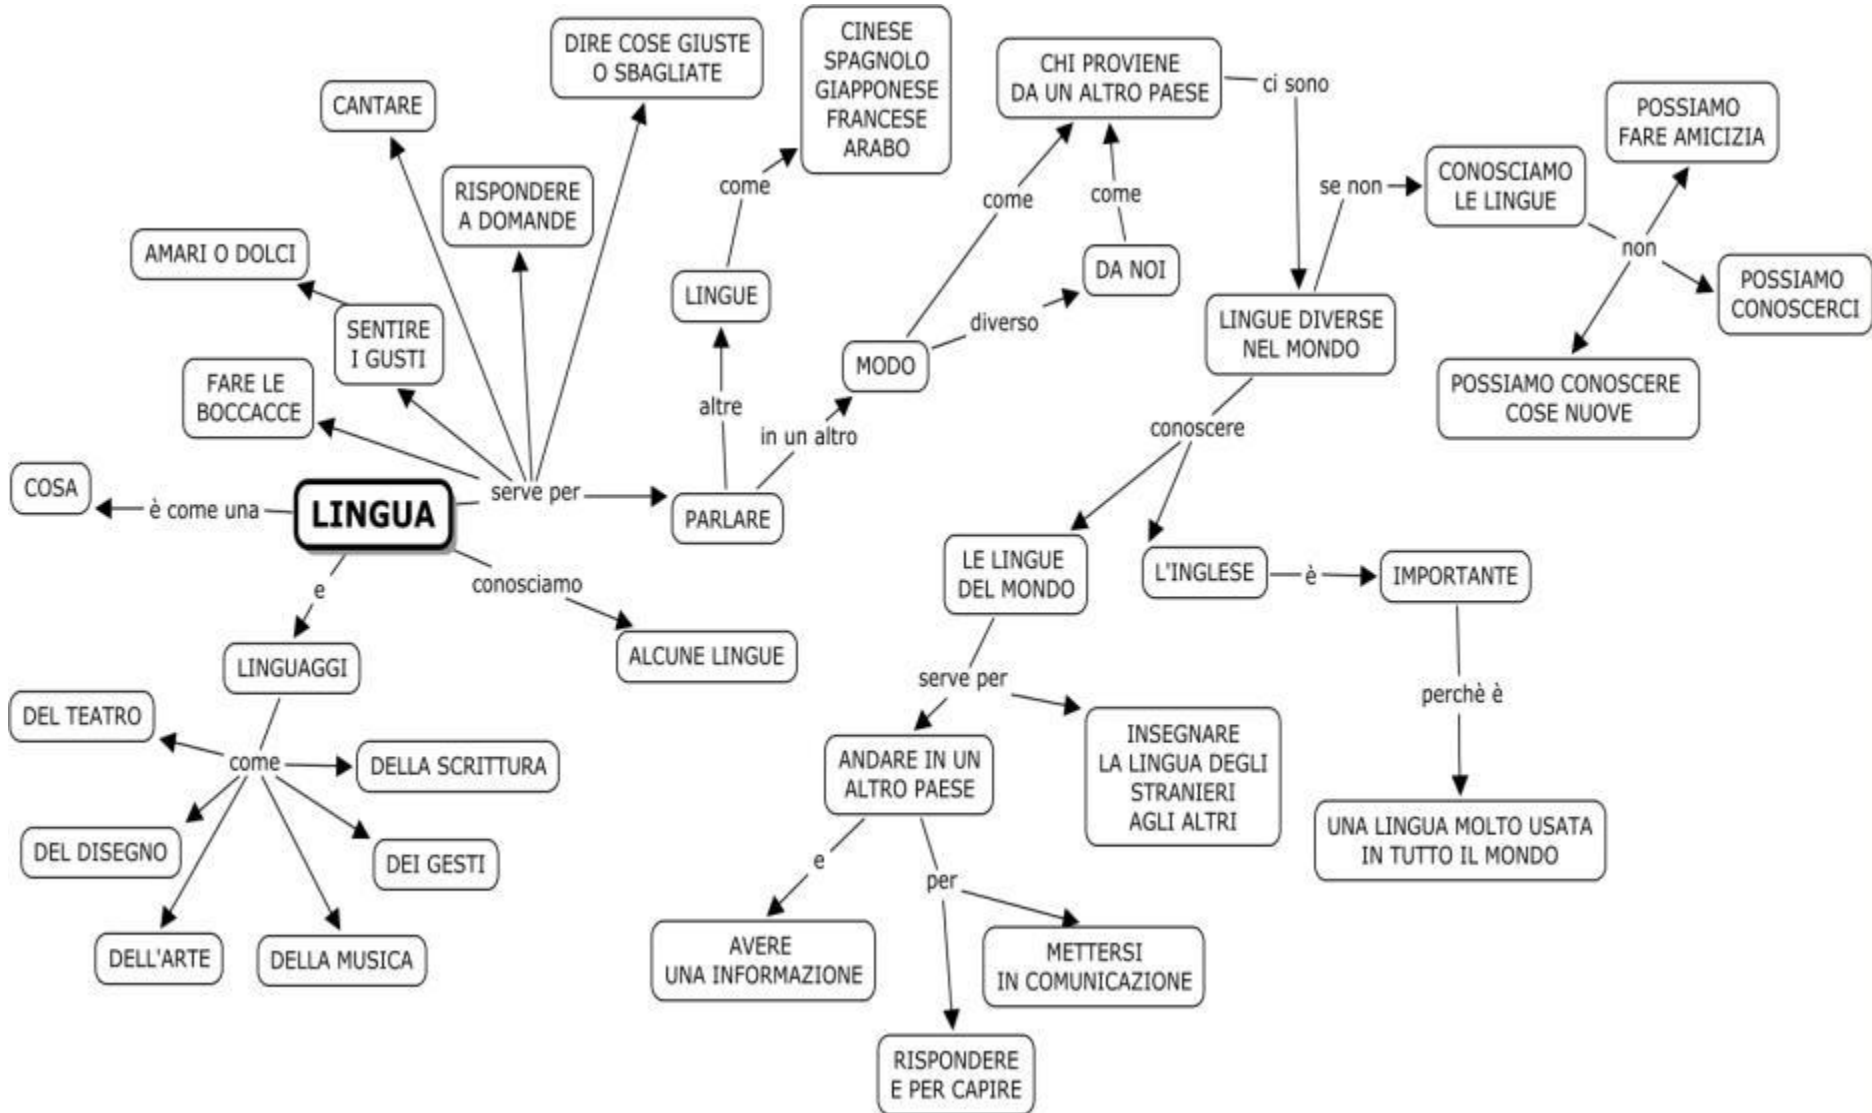 DIRE COSE GIUSTE
O SBAGLIATE
CINESE
SPAGNOLO
GIAPPONESE
FRANCESE
ARABO
CHI PROVIENE
DA UN ALTRO PAESE
ci sono
POSSIAMO
FARE AMICIZIA
CANTARE
RISPONDERE
A DOMANDE
come
come
come
se non
CONOSCIAMO
LE LINGUE
non
AMARI O DOLCI
SENTIRE
I GUSTI
LINGUE
DA NOI
POSSIAMO
CONOSCERCI
LINGUE DIVERSE
NEL MONDO
diverso
MODO
FARE LE
BOCCACCE
altre
in un altro
conoscere
POSSIAMO CONOSCERE
COSE NUOVE
COSA
è come una
LINGUA
serve per
PARLARE
e
conosciamo
ALCUNE LINGUE
LE LINGUE
DEL MONDO
L'INGLESE
è
IMPORTANTE
LINGUAGGI
serve per
perchè è
DEL TEATRO
come
DELLA SCRITTURA
ANDARE IN UN
ALTRO PAESE
INSEGNARE
LA LINGUA DEGLI
STRANIERI
AGLI ALTRI
UNA LINGUA MOLTO USATA
IN TUTTO IL MONDO
DEL DISEGNO
DEI GESTI
e
per
DELL'ARTE
DELLA MUSICA
AVERE
UNA INFORMAZIONE
METTERSI
IN COMUNICAZIONE
RISPONDERE
E PER CAPIRE